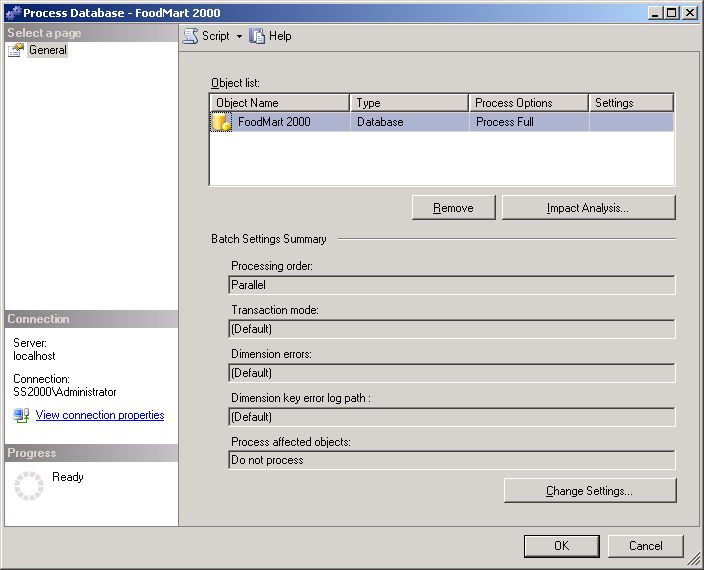 Process Database - FoodMart 2000
Select a page
General
Script Help
Object list:
Object Name Type Process Options Settings
FoodMart 2000 Database Process Full
Remove Impact Analysis...
Batch Settings Summary
Processing order:
Parallel
Transaction mode:
(Default)
Dimension errors:
(Default)
Dimension key error log path :
(Default)
Process affected objects:
Do not process
Change Settings...
Connection
Server:
localhost
Connection:
SS2000\Administrator
View connection properties
Progress
Ready
OK Cancel